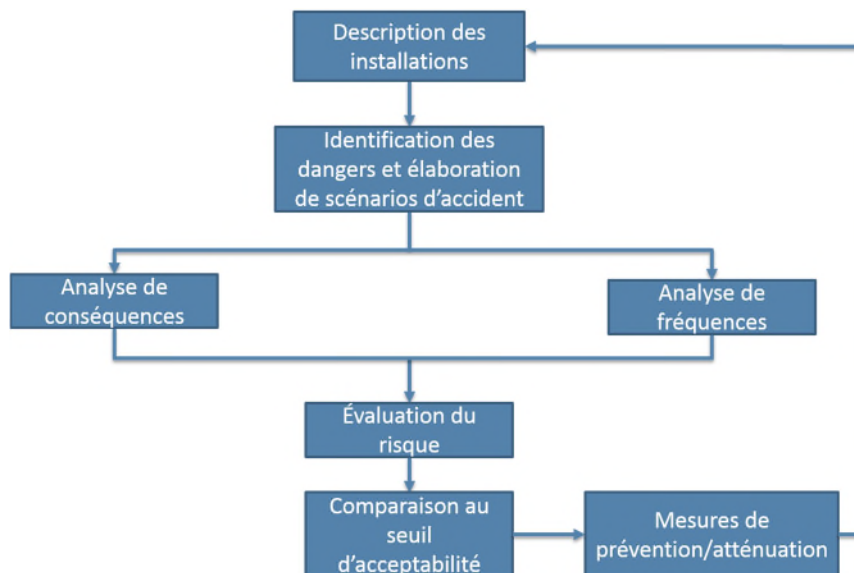 Description des
installations
Identification des
dangers et élaboration
de scénarios d’accident
Analyse de
conséquences
Analyse de
fréquences
Évaluation du
risque
Comparaison au
seuil
d’acceptabilité
Mesures de
prévention/atténuation